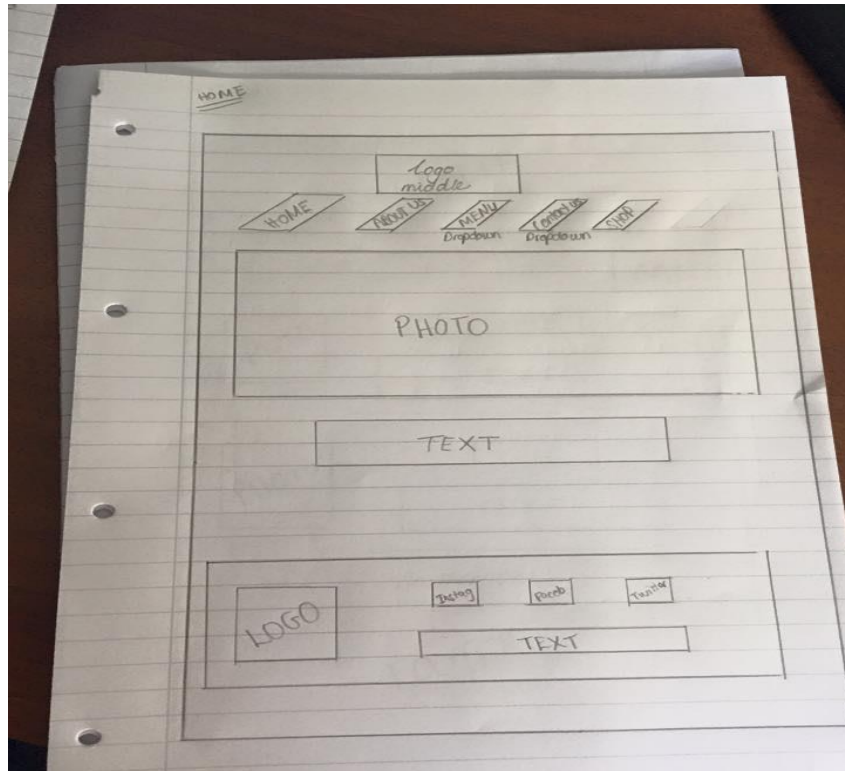 HOME
Logo
middle
HOME ABOUT US MENU Contact us SHOP
Dropdown Dropdown
PHOTO
TEXT
LOGO Instag Faceb Twitter
TEXT